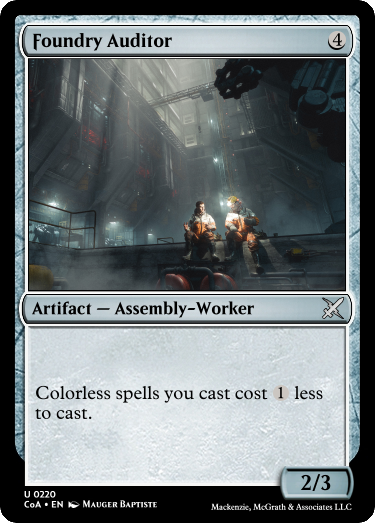 Foundry Auditor 4
Artifact — Assembly-Worker
Colorless spells you cast cost 1 less
to cast.
2/3
U 0220
CoA • EN Mauger Baptiste
Mackenzie, McGrath & Associates LLC